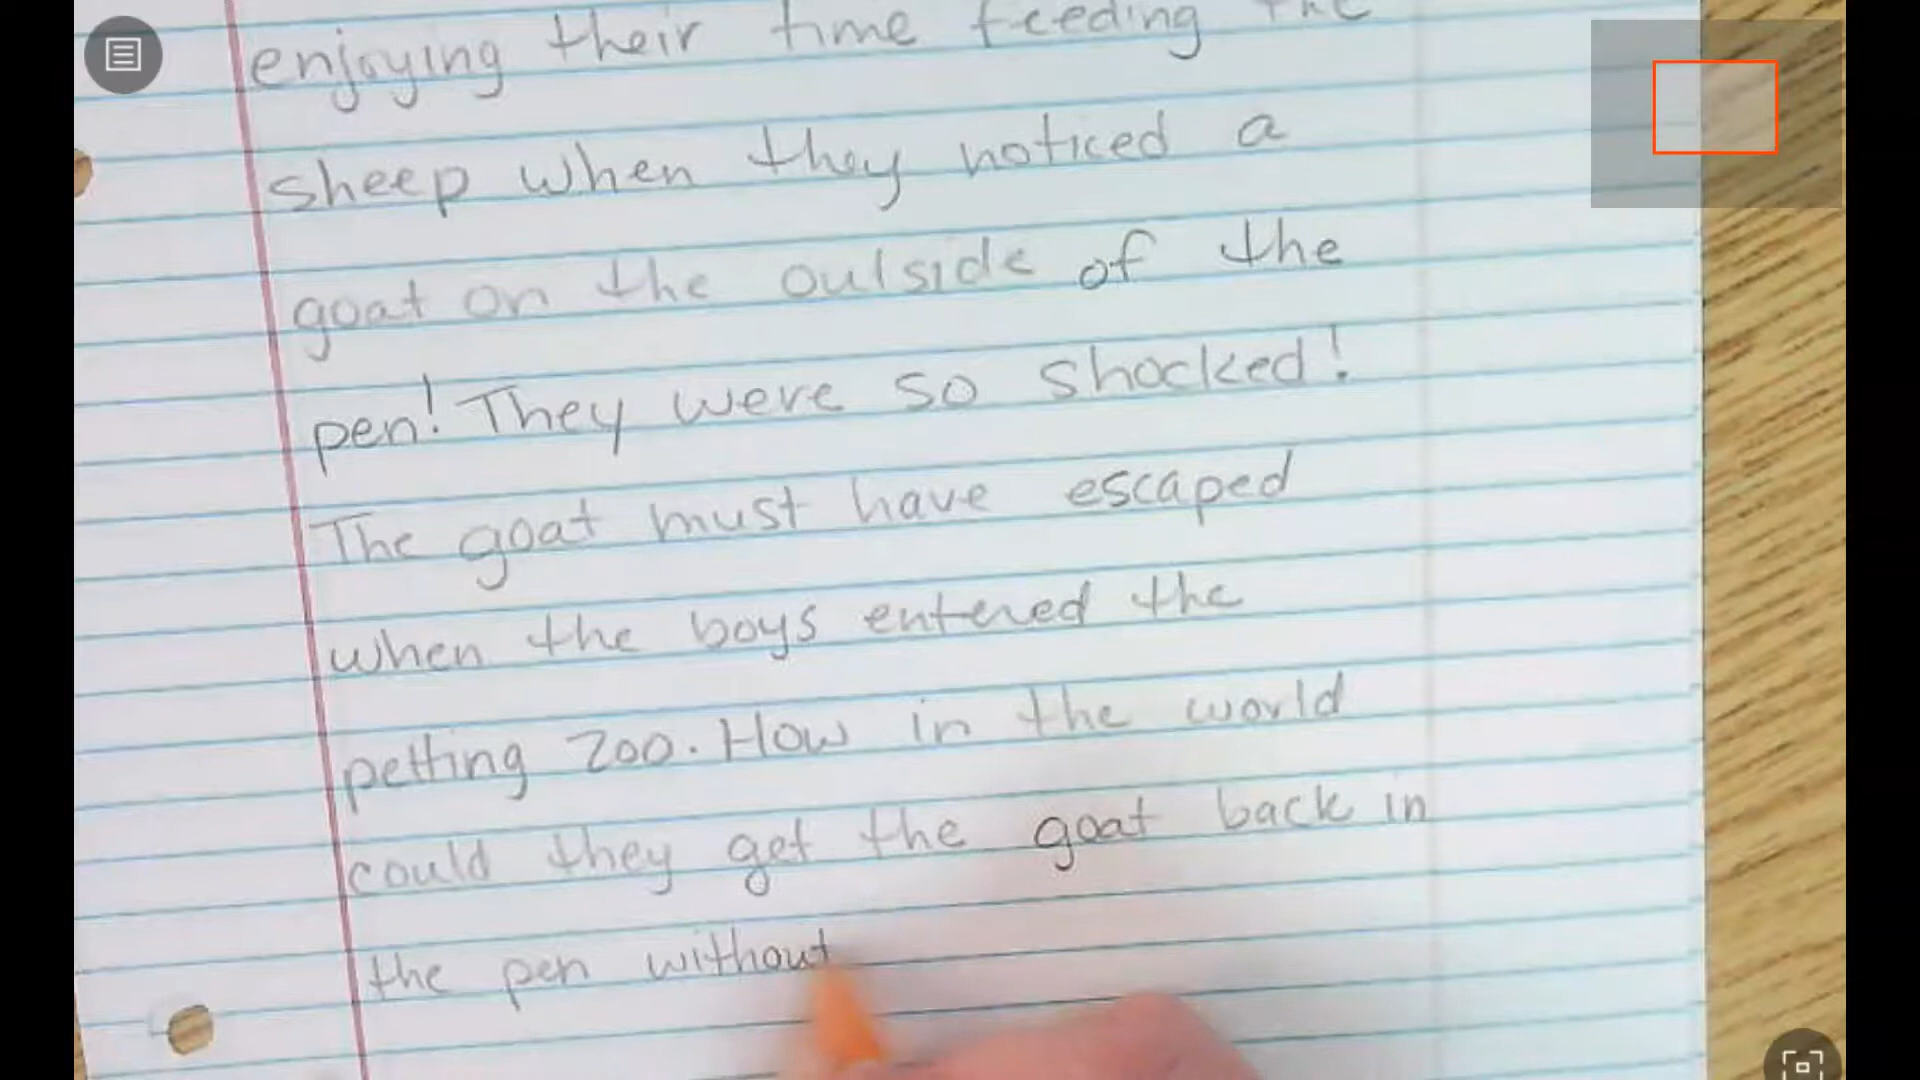 enjoying their time feeding the
sheep when they noticed a
goat on the outside of the
pen! They were so shocked!
The goat must have escaped
when the boys entered the
petting zoo. How in the world
could they get the goat back in
the pen without